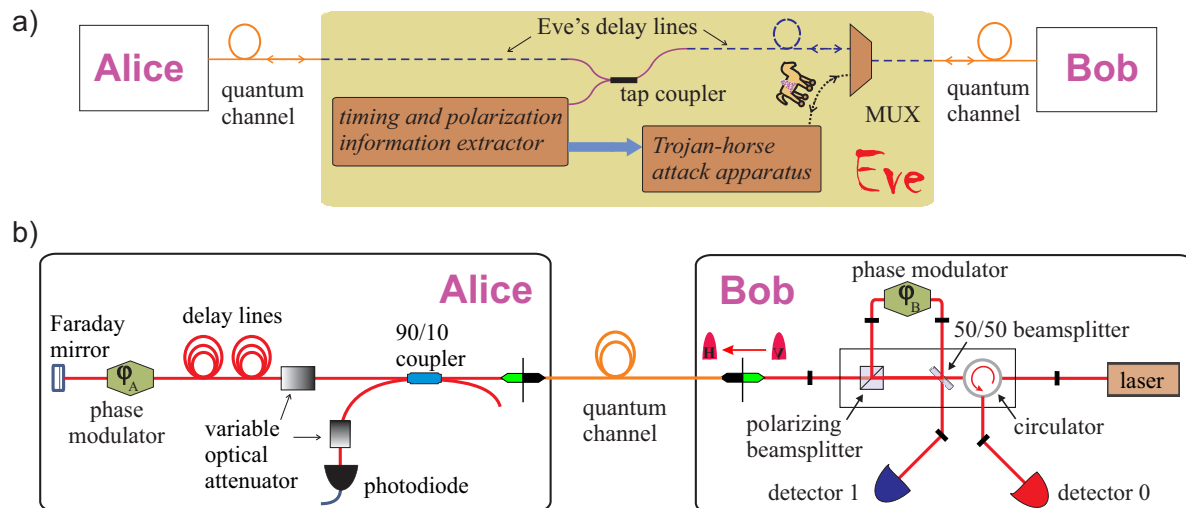 a)
Alice
quantum
channel
Eve's delay lines
tap coupler
timing and polarization
information extractor
Trojan-horse
attack apparatus
MUX
Eve
quantum
channel
Bob
b)
Alice
Faraday
mirror
φA
phase
modulator
delay lines
variable
optical
attenuator
90/10
coupler
photodiode
quantum
channel
Bob
H
V
phase modulator
φB
50/50 beamsplitter
laser
polarizing
beamsplitter
circulator
detector 1
detector 0